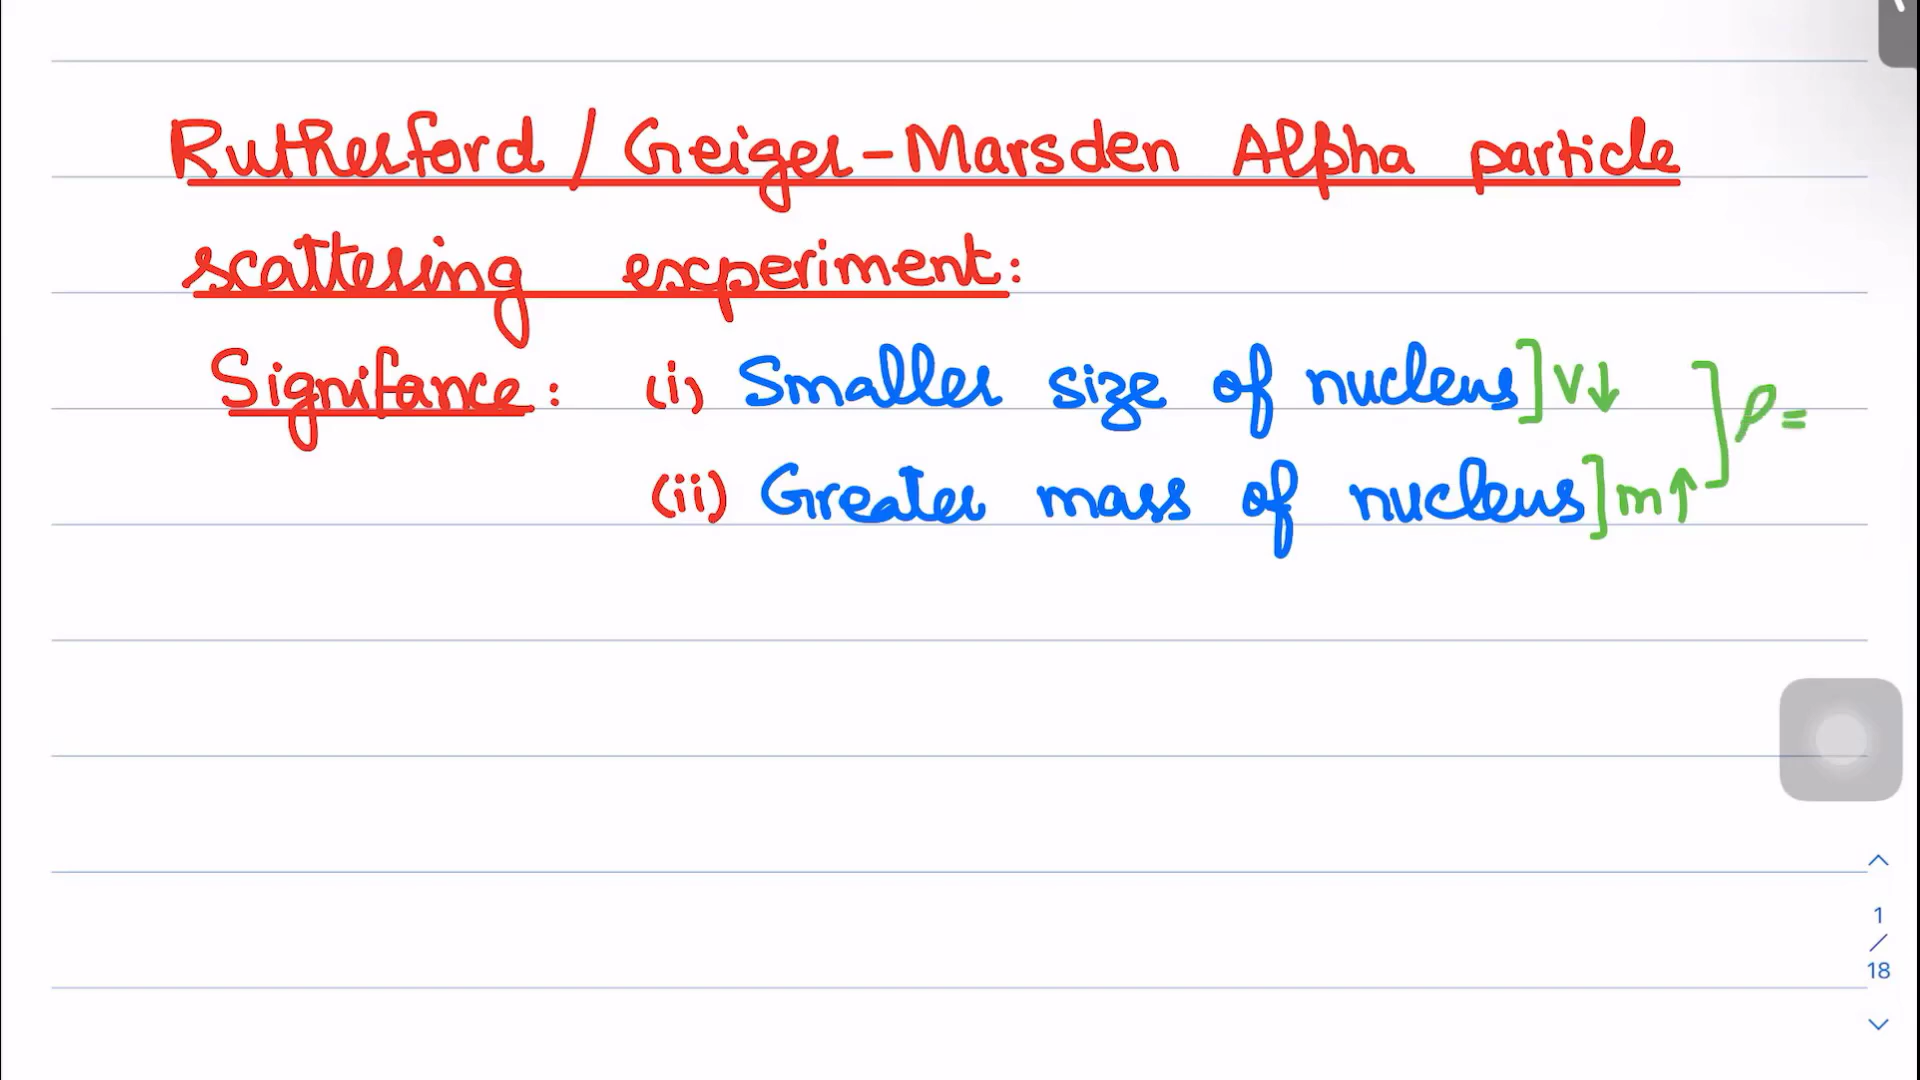 Rutherford / Geiger-Marsden Alpha particle
scattering experiment:
Signifance: (i) Smaller size of nucleus] V↓
(ii) Greater mass of nucleus] m↑ ] ρ=
1
/
18